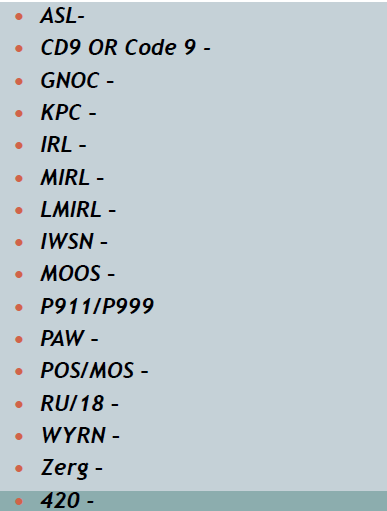 • ASL-
• CD9 OR Code 9 –
• GNOC –
• KPC –
• IRL –
• MIRL –
• LMIRL –
• IWSN –
• MOOS –
• P911/P999
• PAW –
• POS/MOS –
• RU/18 –
• WYRN –
• Zerg –
• 420 –